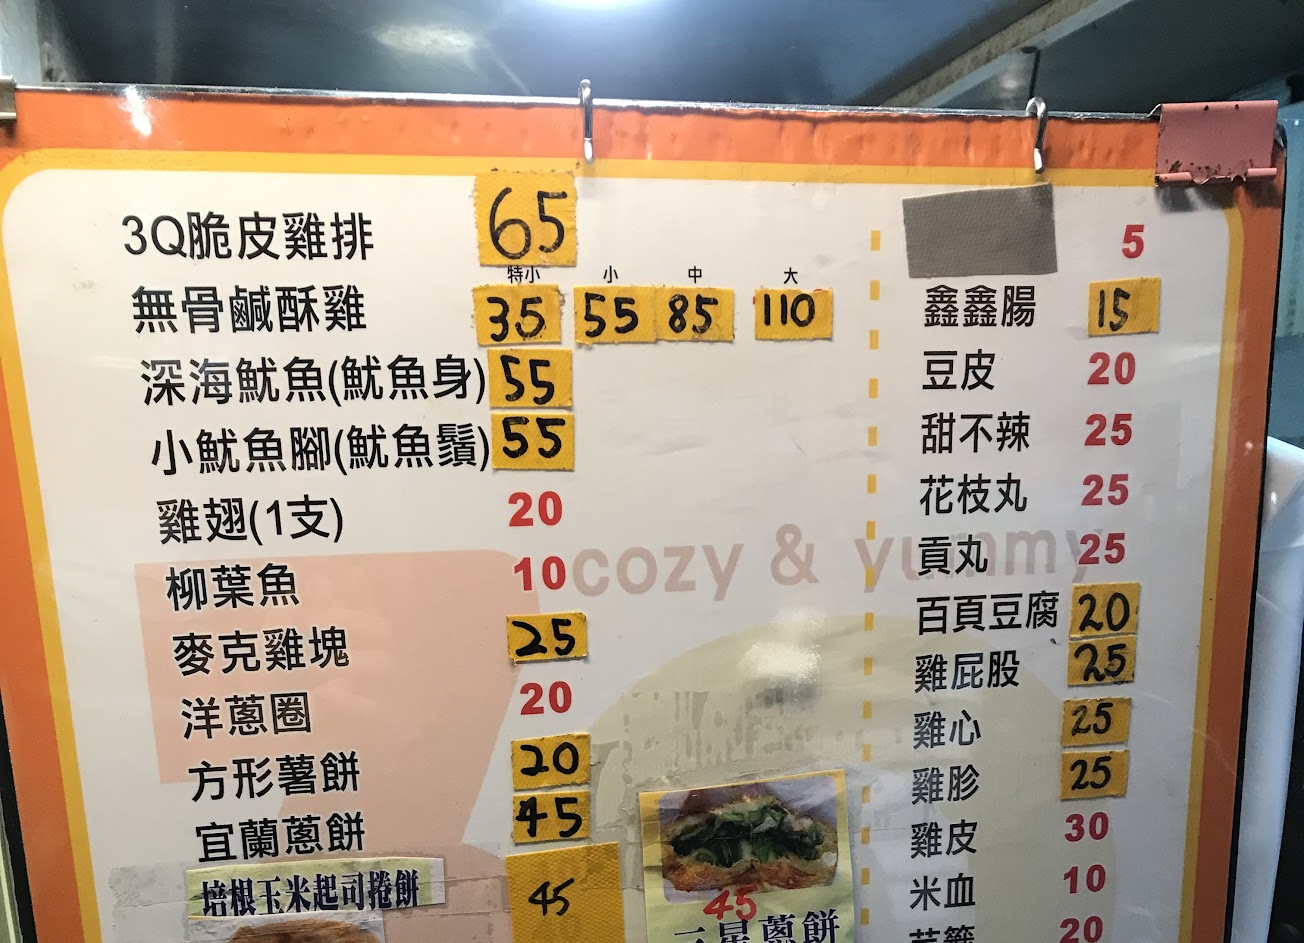 3Q脆皮雞排 65
特小 小 中 大
無骨鹹酥雞 35 55 85 110
深海魷魚(魷魚身) 55
小魷魚腳(魷魚鬚) 55
雞翅(1支) 20
柳葉魚 10
麥克雞塊 25
洋蔥圈 20
方形薯餅 20
宜蘭蔥餅 45
培根玉米起司捲餅 45
cozy & yummy
45
三星蔥餅
5
鑫鑫腸 15
豆皮 20
甜不辣 25
花枝丸 25
貢丸 25
百頁豆腐 20
雞屁股 25
雞心 25
雞胗 25
雞皮 30
米血 10
20